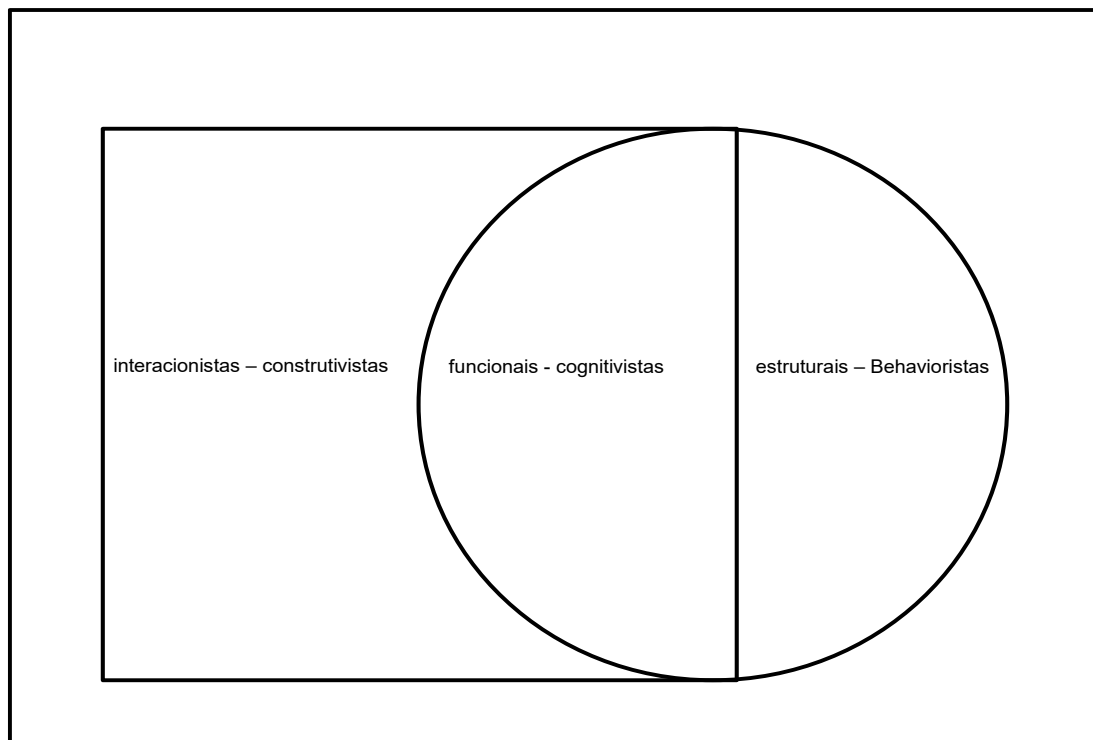 interacionistas – construtivistas
funcionais - cognitivistas
estruturais – Behavioristas